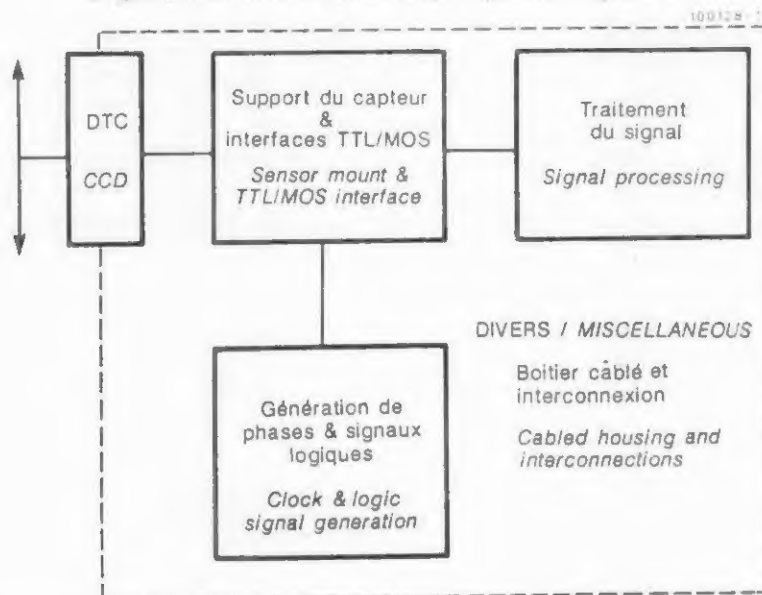 DTC
CCD
Support du capteur
&
interfaces TTL/MOS
Sensor mount &
TTL/MOS interface
Traitement
du signal
Signal processing
Génération de
phases & signaux
logiques
Clock & logic
signal generation
DIVERS / MISCELLANEOUS
Boitier câblé et
interconnexion
Cabled housing and
interconnections